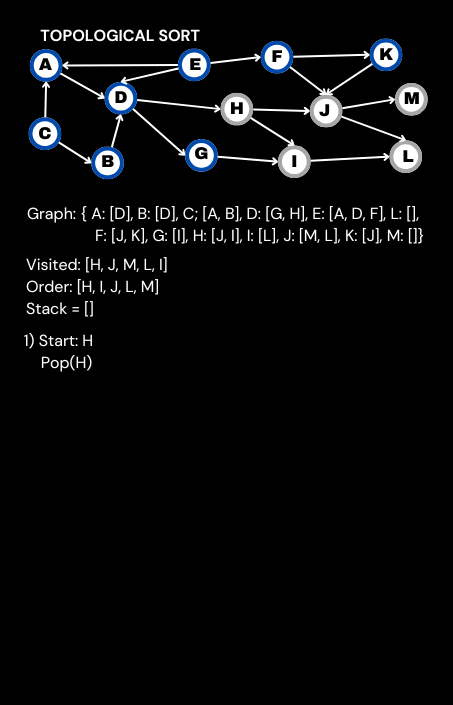 TOPOLOGICAL SORT
A
E
F
K
D
H
J
M
C
B
G
I
L
Graph: { A: [D], B: [D], C; [A, B], D: [G, H], E: [A, D, F], L: [],
F: [J, K], G: [I], H: [J, I], I: [L], J: [M, L], K: [J], M: []}
Visited: [H, J, M, L, I]
Order: [H, I, J, L, M]
Stack = []
1) Start: H
Pop(H)